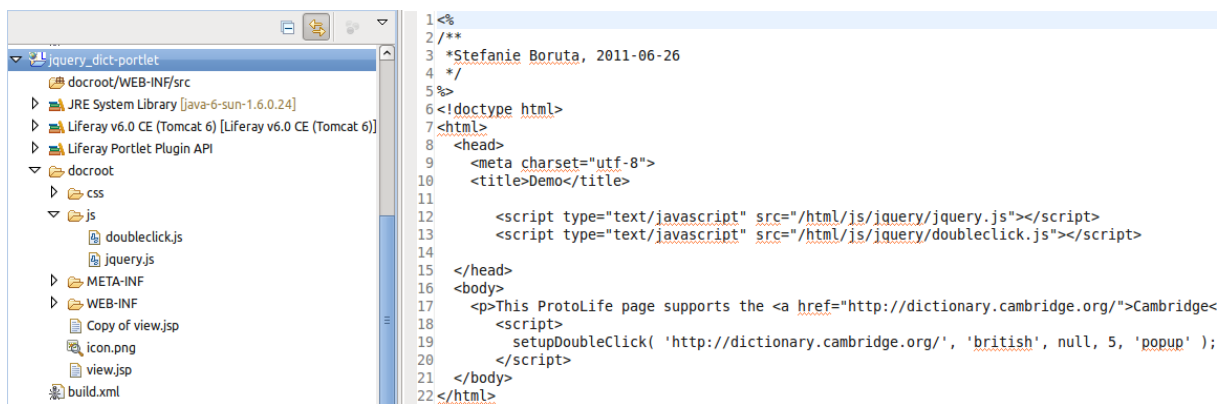 jquery_dict-portlet
docroot/WEB-INF/src
JRE System Library [java-6-sun-1.6.0.24]
Liferay v6.0 CE (Tomcat 6) [Liferay v6.0 CE (Tomcat 6)]
Liferay Portlet Plugin API
docroot
css
js
doubleclick.js
jquery.js
META-INF
WEB-INF
Copy of view.jsp
icon.png
view.jsp
build.xml
1 <%
2 /**
3 *Stefanie Boruta, 2011-06-26
4 */
5 %>
6 <!doctype html>
7 <html>
8 <head>
9 <meta charset="utf-8">
10 <title>Demo</title>
11
12 <script type="text/javascript" src="/html/js/jquery/jquery.js"></script>
13 <script type="text/javascript" src="/html/js/jquery/doubleclick.js"></script>
14
15 </head>
16 <body>
17 <p>This ProtoLife page supports the <a href="http://dictionary.cambridge.org/">Cambridge<
18 <script>
19 setupDoubleClick( 'http://dictionary.cambridge.org/', 'british', null, 5, 'popup' );
20 </script>
21 </body>
22 </html>